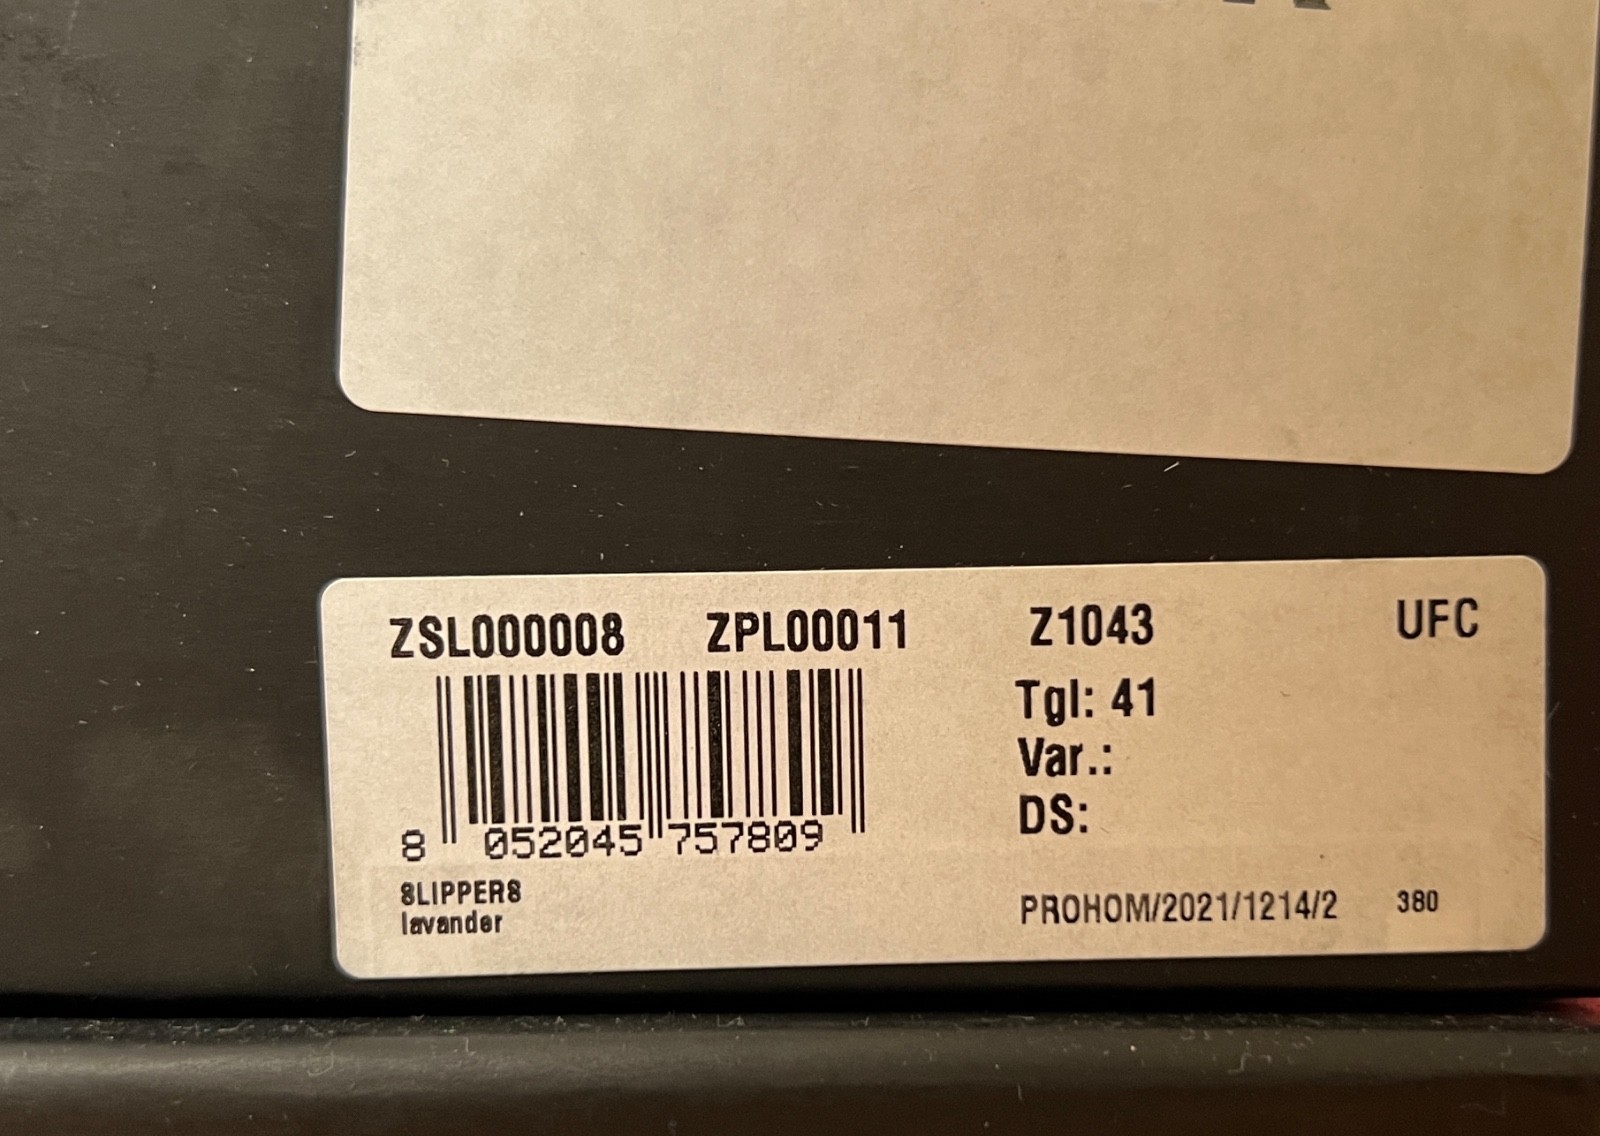 ZSL000008 ZPL00011 Z1043 UFC
Tgl: 41
Var.:
DS:
8 052045 757809
SLIPPERS
lavander
PROHOM/2021/1214/2 380